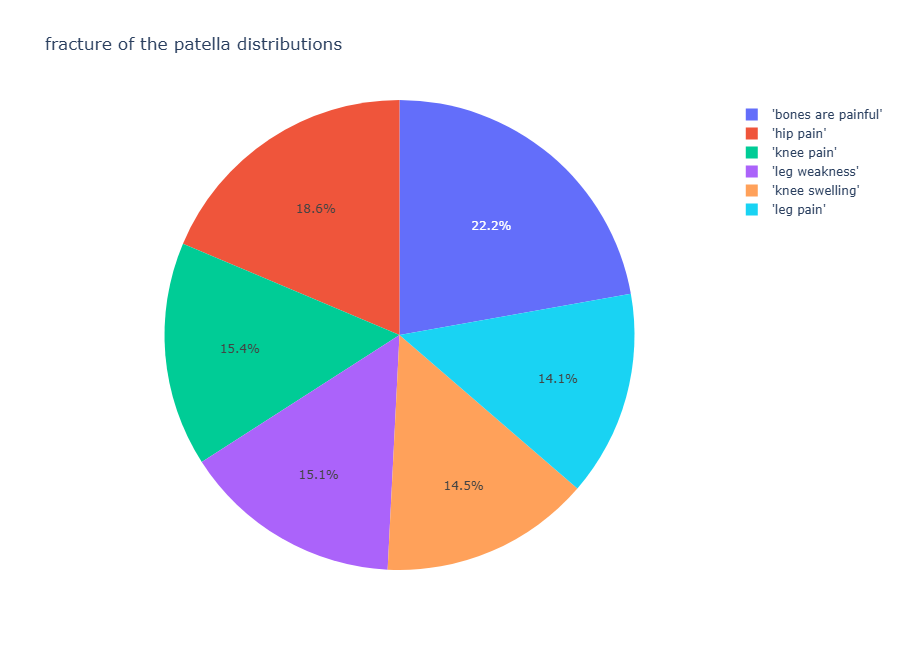 fracture of the patella distributions
'bones are painful'
'hip pain'
'knee pain'
'leg weakness'
'knee swelling'
'leg pain'
18.6%
22.2%
15.4%
14.1%
15.1%
14.5%